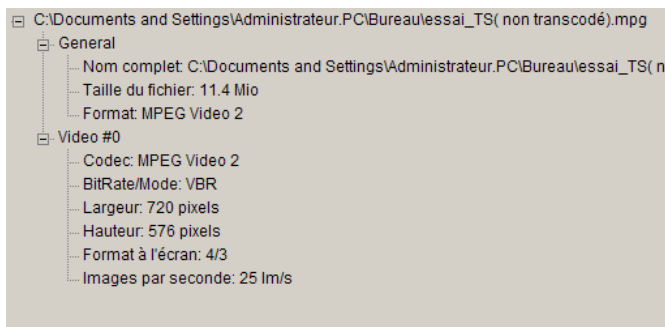 C:\Documents and Settings\Administrateur.PC\Bureau\essai_TS( non transcodé).mpg
General
Nom complet: C:\Documents and Settings\Administrateur.PC\Bureau\essai_TS( n
Taille du fichier: 11.4 Mio
Format: MPEG Video 2
Video #0
Codec: MPEG Video 2
BitRate/Mode: VBR
Largeur: 720 pixels
Hauteur: 576 pixels
Format à l'écran: 4/3
Images par seconde: 25 Im/s